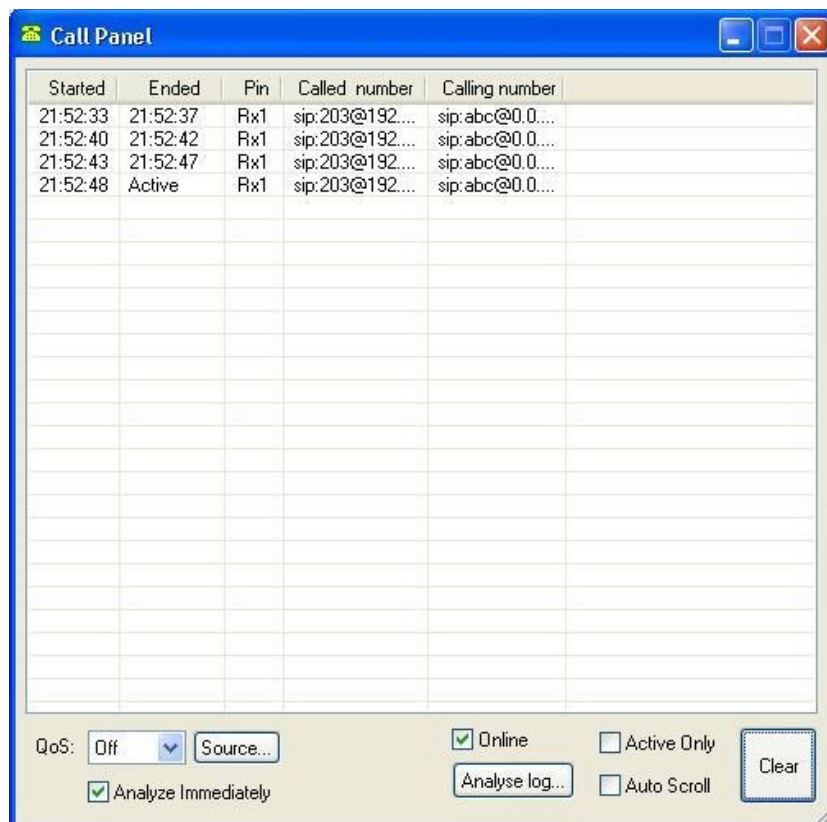 Call Panel
Started Ended Pin Called number Calling number
21:52:33 21:52:37 Rx1 sip:203@192.... sip:abc@0.0....
21:52:40 21:52:42 Rx1 sip:203@192.... sip:abc@0.0....
21:52:43 21:52:47 Rx1 sip:203@192.... sip:abc@0.0....
21:52:48 Active Rx1 sip:203@192.... sip:abc@0.0....
QoS: Off Source... Online Active Only Clear
Analyze Immediately Analyse log... Auto Scroll